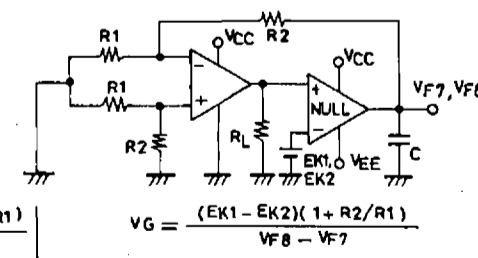 R1
R2
VCC
VCC
R1
−
+
+
NULL
−
VF7, VF8
R2
RL
EK1,
EK2
VEE
C
R1)
VG = (EK1 − EK2)(1 + R2/R1)
VF8 − VF7